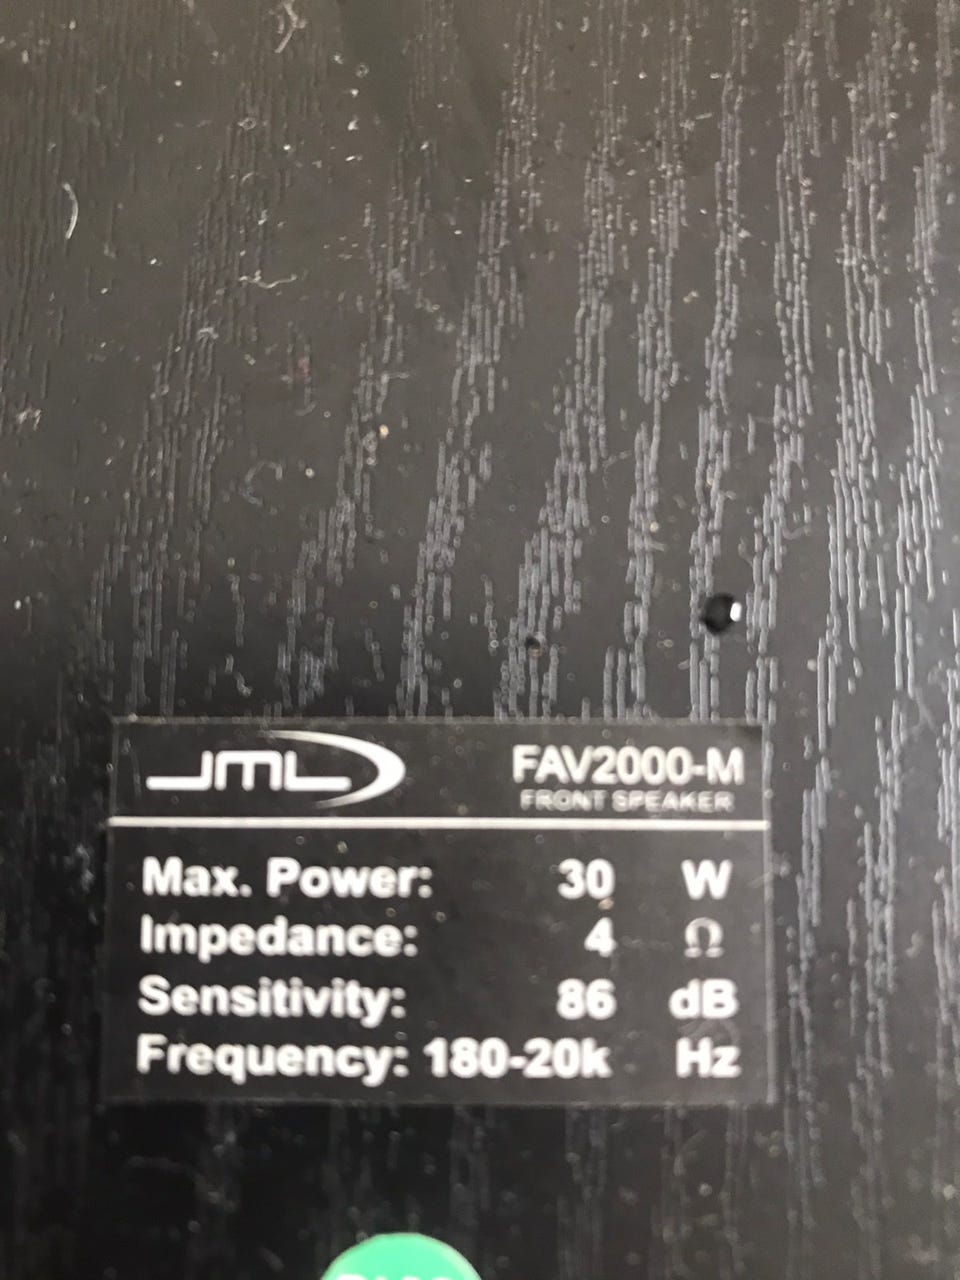 JML
FAV2000-M
FRONT SPEAKER
Max. Power: 30 W
Impedance: 4 Ω
Sensitivity: 86 dB
Frequency: 180-20k Hz